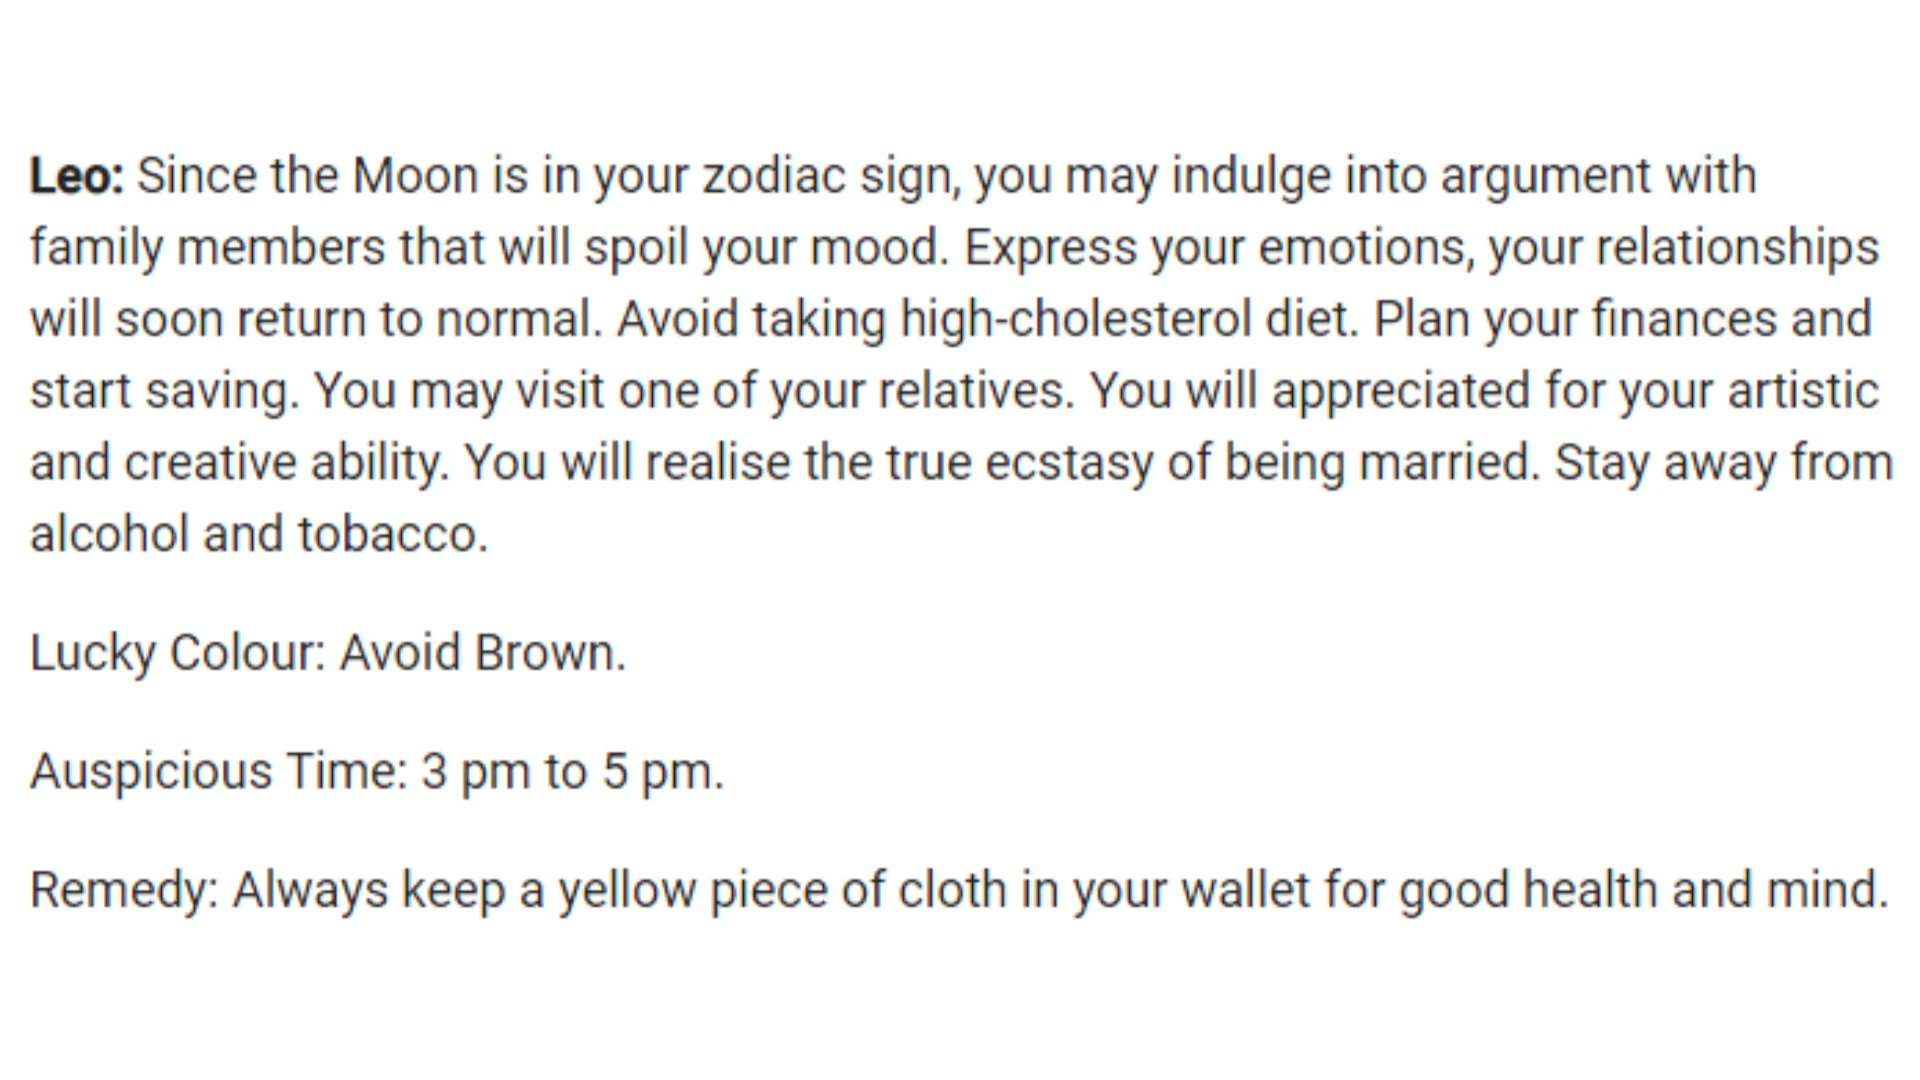 Leo: Since the Moon is in your zodiac sign, you may indulge into argument with
family members that will spoil your mood. Express your emotions, your relationships
will soon return to normal. Avoid taking high-cholesterol diet. Plan your finances and
start saving. You may visit one of your relatives. You will appreciated for your artistic
and creative ability. You will realise the true ecstasy of being married. Stay away from
alcohol and tobacco.
Lucky Colour: Avoid Brown.
Auspicious Time: 3 pm to 5 pm.
Remedy: Always keep a yellow piece of cloth in your wallet for good health and mind.